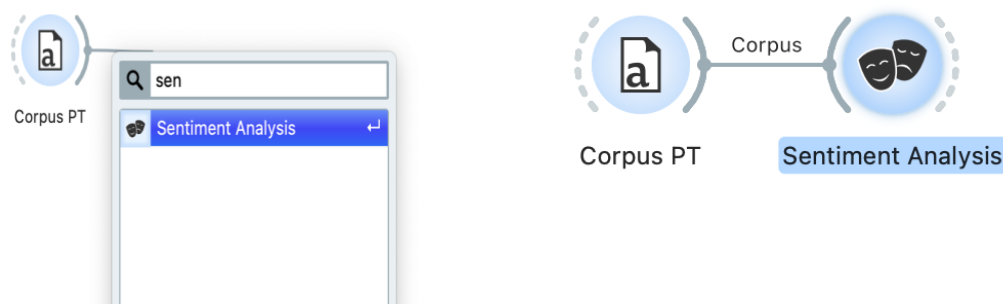 a
Corpus PT
sen
Sentiment Analysis
a
Corpus
Corpus PT
Sentiment Analysis